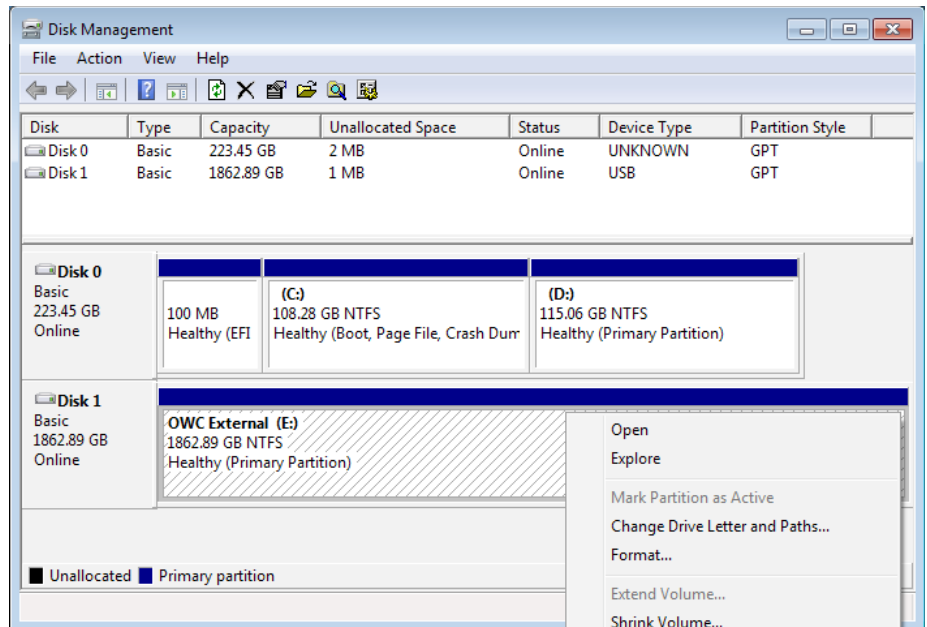 Disk Management
File Action View Help
Disk Type Capacity Unallocated Space Status Device Type Partition Style
Disk 0 Basic 223.45 GB 2 MB Online UNKNOWN GPT
Disk 1 Basic 1862.89 GB 1 MB Online USB GPT
Disk 0
Basic
223.45 GB
Online
100 MB
Healthy (EFI
(C:)
108.28 GB NTFS
Healthy (Boot, Page File, Crash Dum
(D:)
115.06 GB NTFS
Healthy (Primary Partition)
Disk 1
Basic
1862.89 GB
Online
OWC External (E:)
1862.89 GB NTFS
Healthy (Primary Partition)
Open
Explore
Mark Partition as Active
Change Drive Letter and Paths...
Format...
Extend Volume...
Shrink Volume...
Unallocated Primary partition